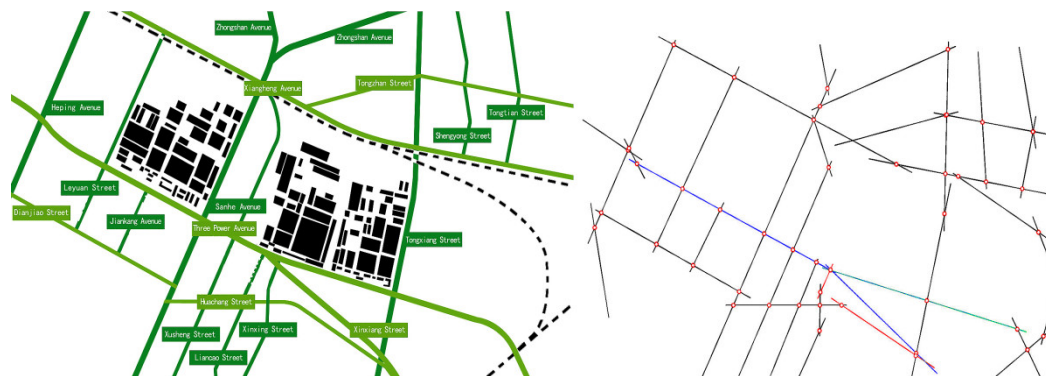 Zhongshan Avenue
Zhongshan Avenue
Xiangheng Avenue
Tongzhan Street
Heping Avenue
Tongtian Street
Shengyong Street
Leyuan Street
Sanhe Avenue
Dianjiao Street
Jiankang Avenue
Three Power Avenue
Tongxiang Street
Huachang Street
Xusheng Street
Xinxing Street
Xinxiang Street
Liancao Street